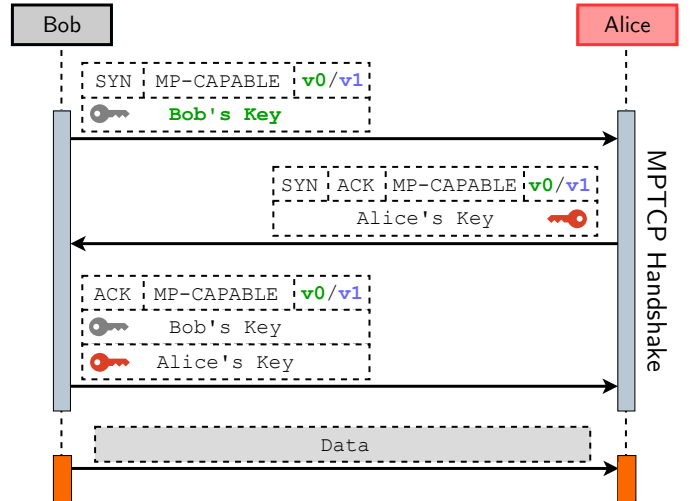 Bob
Alice
SYN MP-CAPABLE v0/v1
Bob's Key
SYN ACK MP-CAPABLE v0/v1
Alice's Key
ACK MP-CAPABLE v0/v1
Bob's Key
Alice's Key
MPTCP Handshake
Data